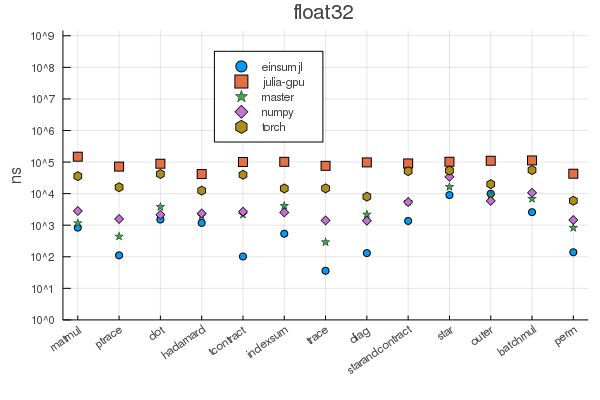 float32
10^9
10^8
10^7
10^6
10^5
10^4
10^3
10^2
10^1
10^0
ns
einsumjl
julia-gpu
master
numpy
torch
matmul
ptrace
dot
hadamard
tcontract
indexsum
trace
diag
starandcontract
star
outer
batchmul
perm